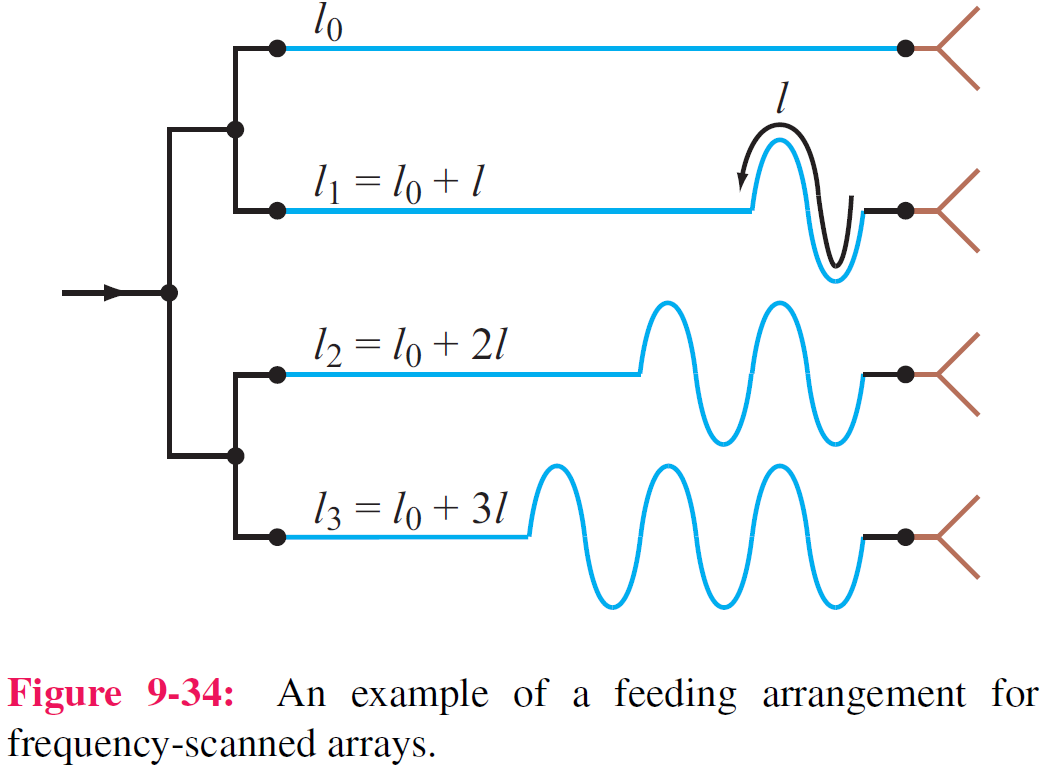 l₀
l
l₁ = l₀ + l
l₂ = l₀ + 2l
l₃ = l₀ + 3l
Figure 9-34: An example of a feeding arrangement for
frequency-scanned arrays.